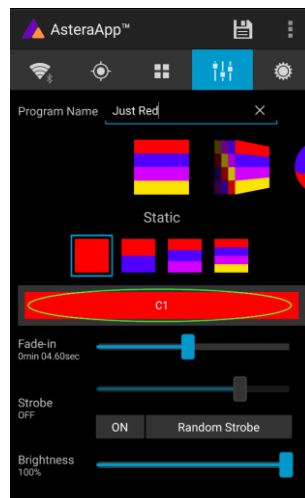 AsteraApp™
Program Name Just Red
Static
C1
Fade-in
0min 04.60sec
Strobe
OFF
ON Random Strobe
Brightness
100%